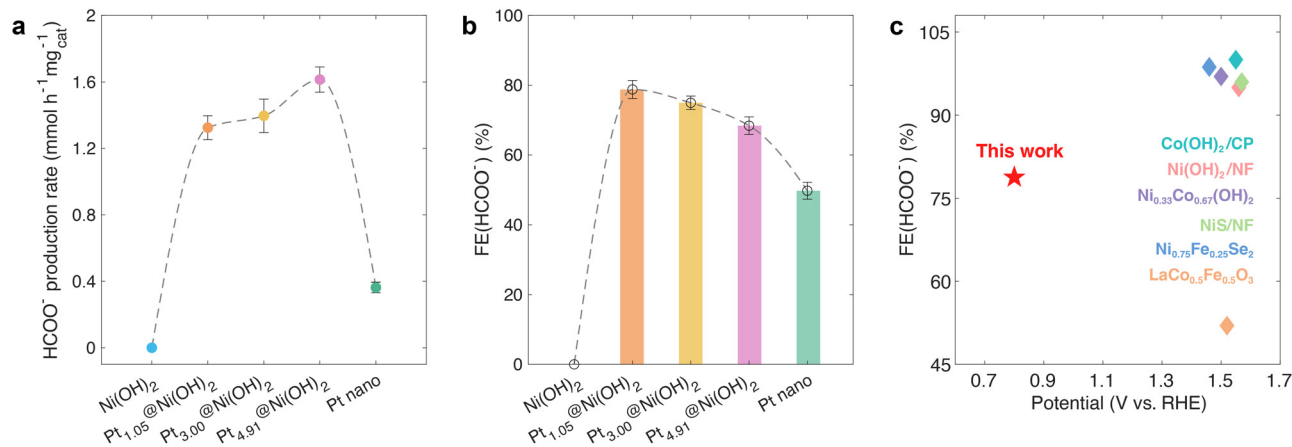 a
HCOO⁻ production rate (mmol h⁻¹mg⁻¹cat)
2
1.6
1.2
0.8
0.4
0
Ni(OH)₂
Pt₁.₀₅@Ni(OH)₂
Pt₃.₀₀@Ni(OH)₂
Pt₄.₉₁@Ni(OH)₂
Pt nano
b
FE(HCOO⁻) (%)
100
80
60
40
20
0
Ni(OH)₂
Pt₁.₀₅@Ni(OH)₂
Pt₃.₀₀@Ni(OH)₂
Pt₄.₉₁@Ni(OH)₂
Pt nano
c
FE(HCOO⁻) (%)
105
90
75
60
45
This work
Co(OH)₂/CP
Ni(OH)₂/NF
Ni₀.₃₃Co₀.₆₇(OH)₂
NiS/NF
Ni₀.₇₅Fe₀.₂₅Se₂
LaCo₀.₅Fe₀.₅O₃
0.7 0.9 1.1 1.3 1.5 1.7
Potential (V vs. RHE)